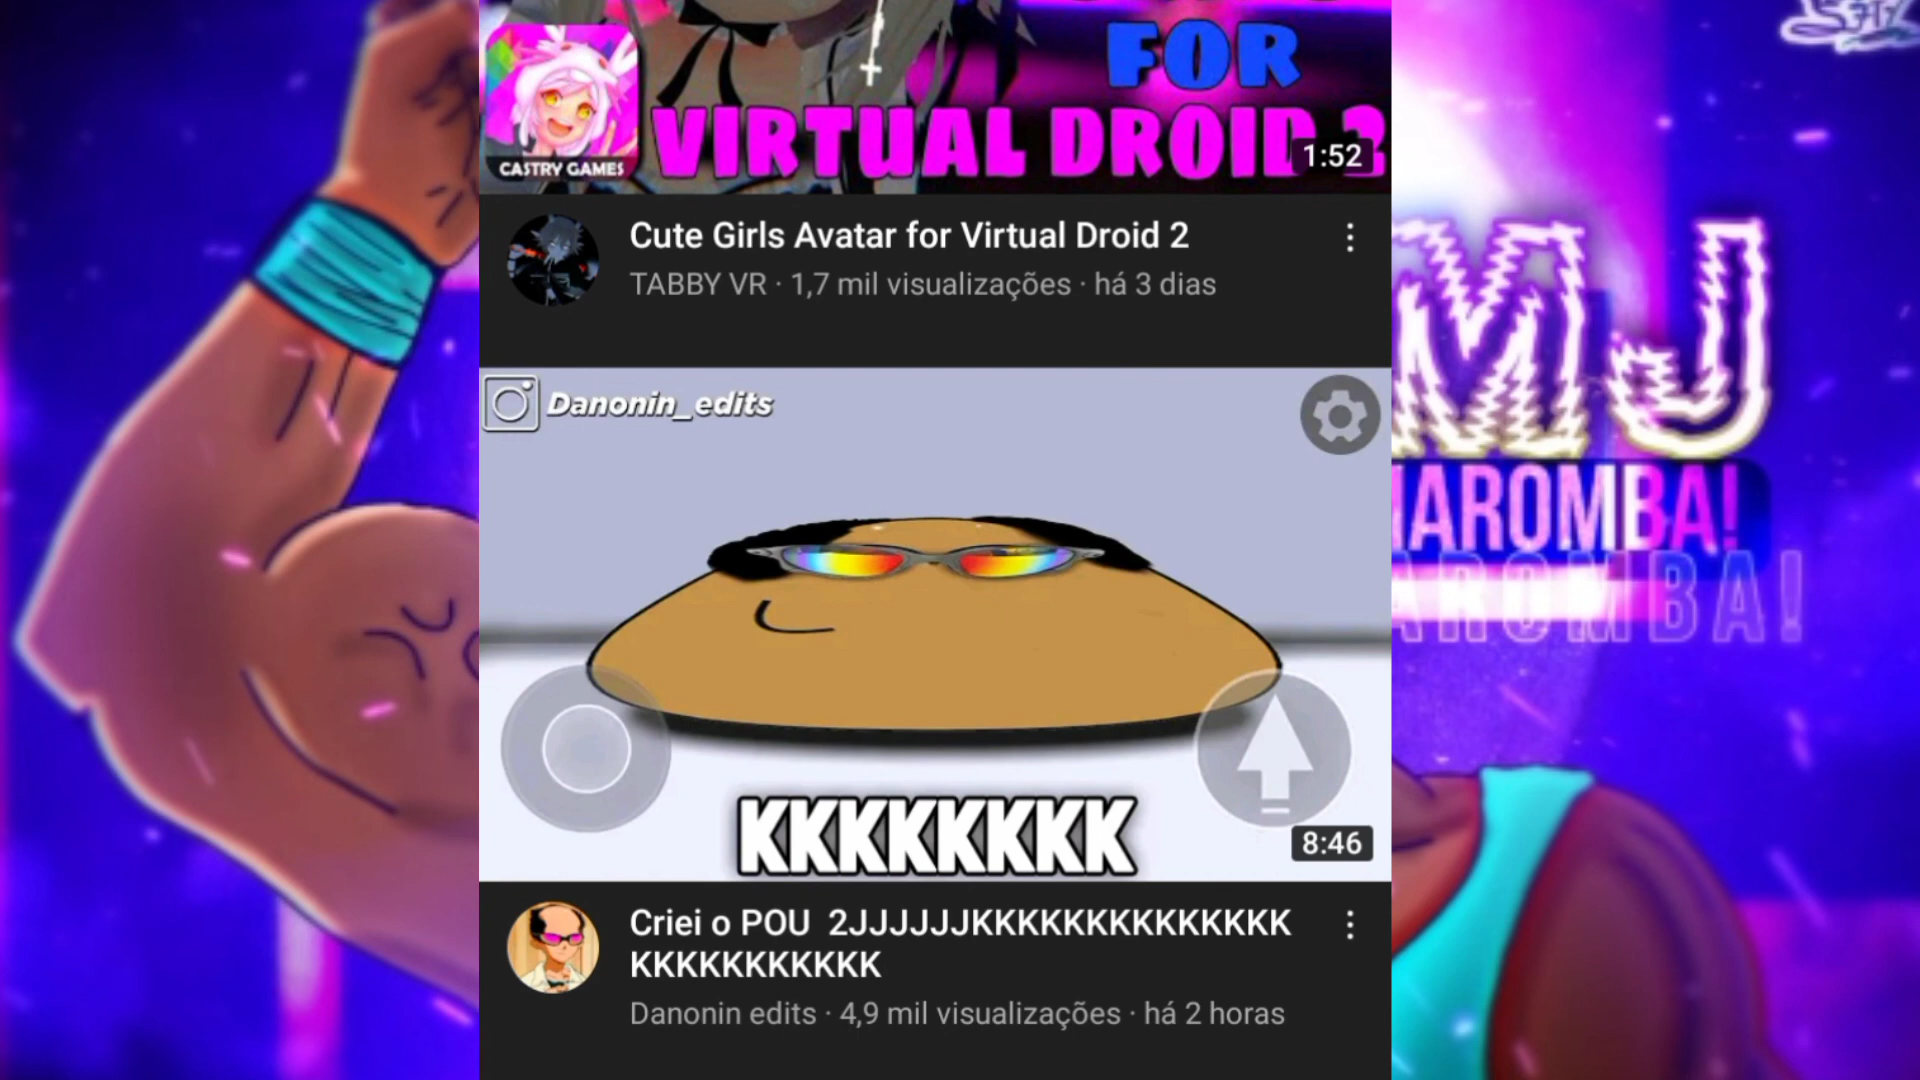 FOR
VIRTUAL DROID 2
CASTRY GAMES
1:52
Cute Girls Avatar for Virtual Droid 2
TABBY VR · 1,7 mil visualizações · há 3 dias
Danonin_edits
KKKKKKKK
8:46
Criei o POU 2JJJJJJKKKKKKKKKKKKKK
KKKKKKKKKKK
Danonin edits · 4,9 mil visualizações · há 2 horas
MJ
AROMBA!
AROMBA!